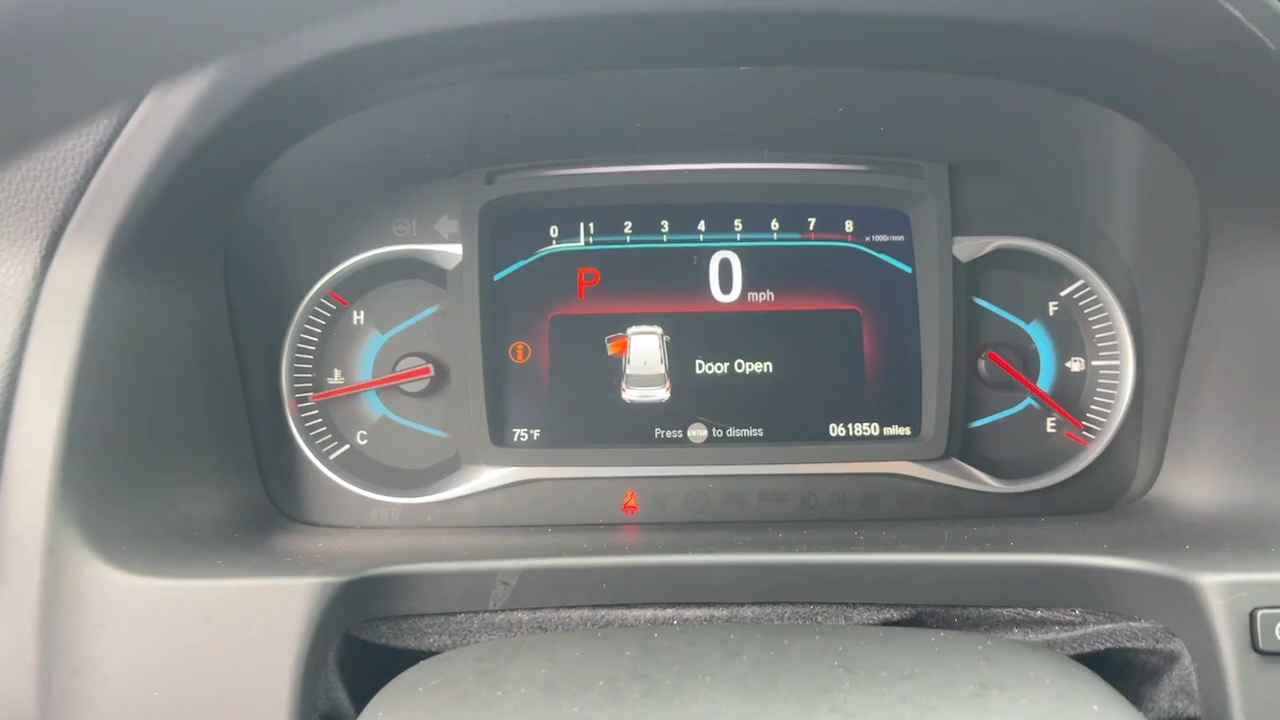 0 1 2 3 4 5 6 7 8
x 1000r/min
P 0 mph
H
F
Door Open
C
E
75°F
Press ENTER to dismiss
061850 miles